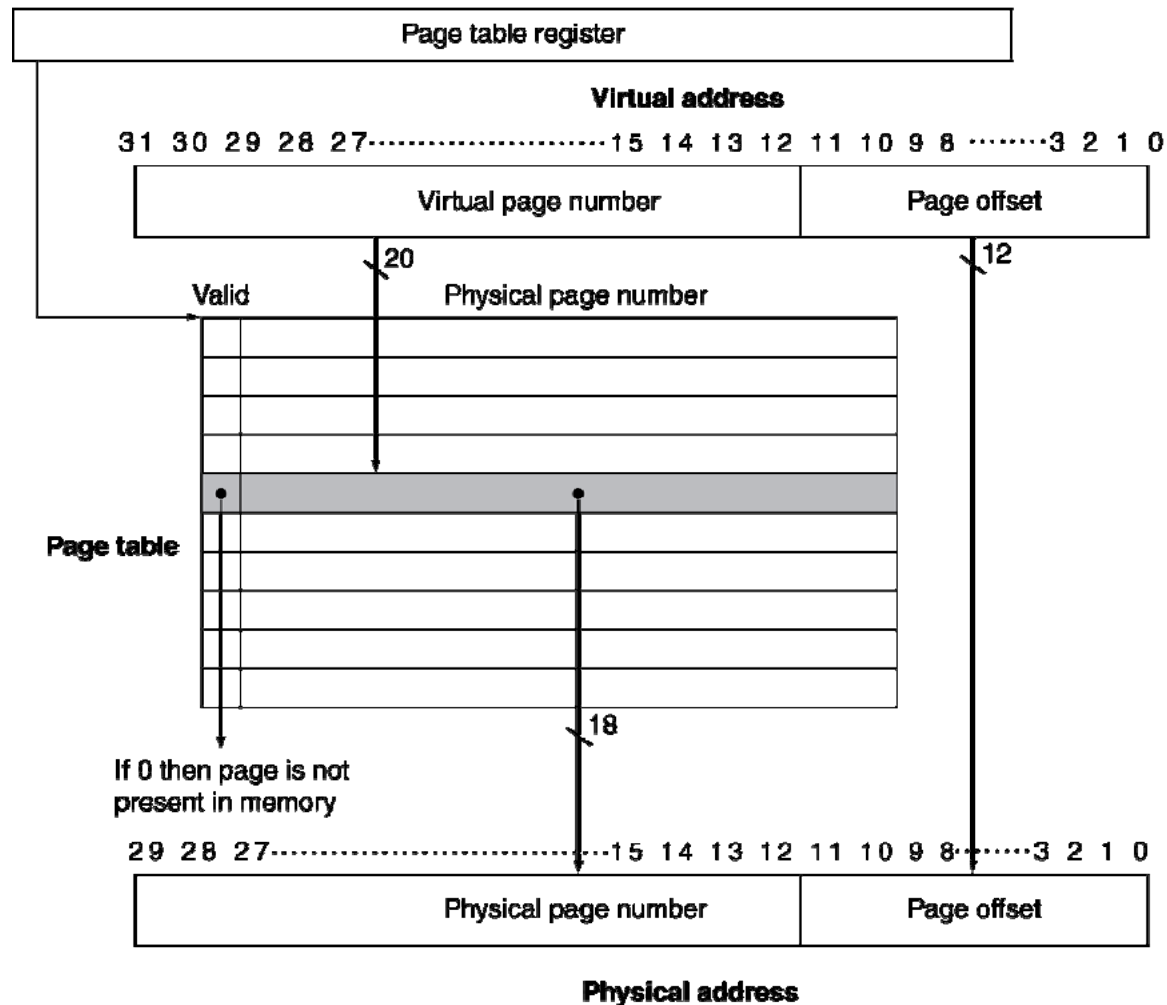 Page table register
Virtual address
31 30 29 28 27·······················15 14 13 12 11 10 9 8 ········3 2 1 0
Virtual page number Page offset
20 12
Valid Physical page number
Page table
18
If 0 then page is not
present in memory
29 28 27·································15 14 13 12 11 10 9 8········3 2 1 0
Physical page number Page offset
Physical address